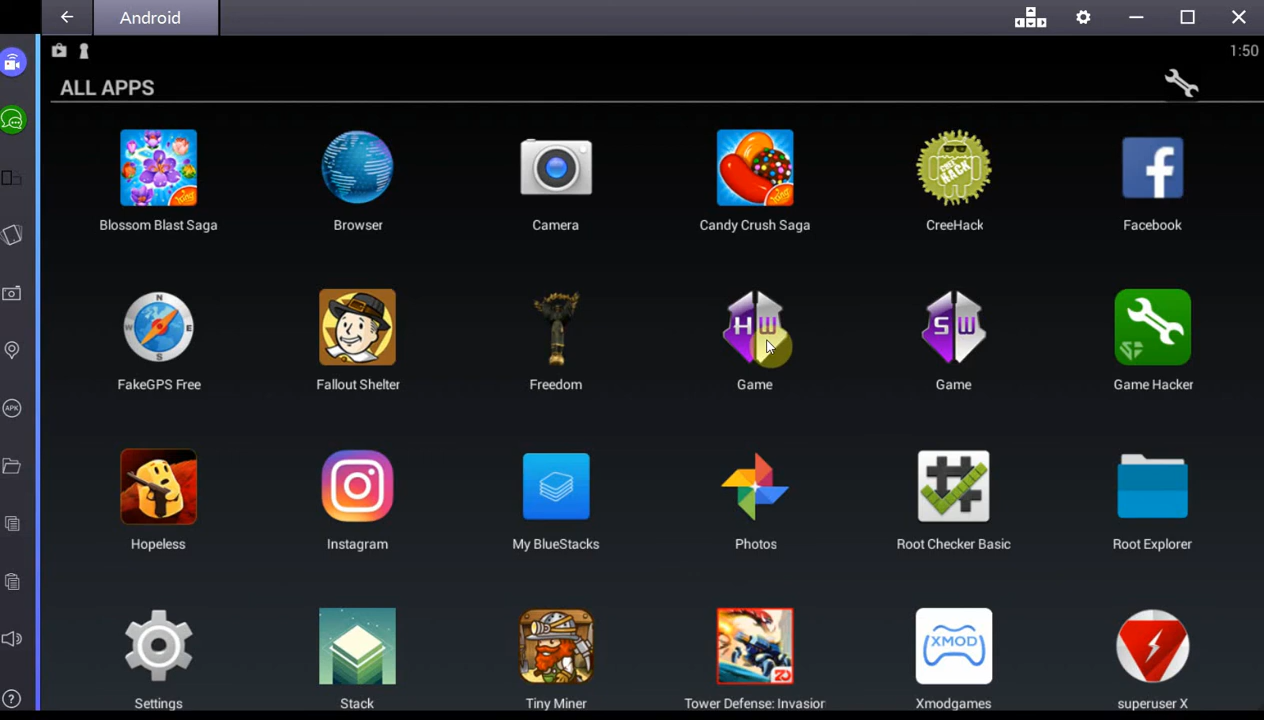 Android
1:50
ALL APPS
Blossom Blast Saga
Browser
Camera
Candy Crush Saga
CreeHack
Facebook
FakeGPS Free
Fallout Shelter
Freedom
Game
Game
Game Hacker
Hopeless
Instagram
My BlueStacks
Photos
Root Checker Basic
Root Explorer
Settings
Stack
Tiny Miner
Tower Defense: Invasior
Xmodgames
superuser X